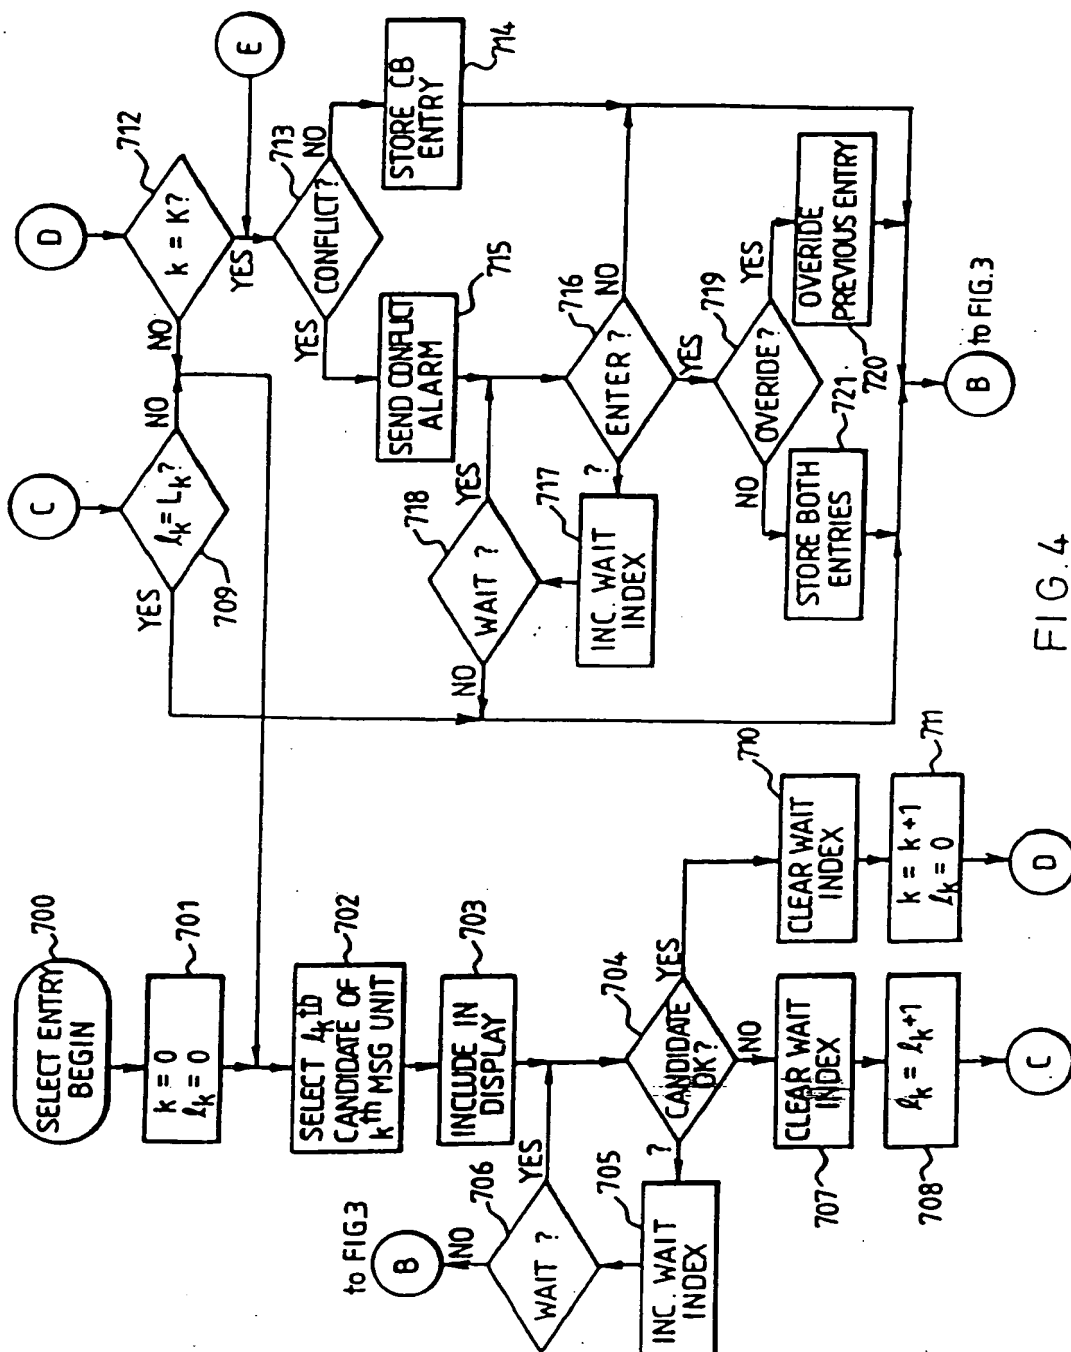 SELECT ENTRY
BEGIN
700
k = 0
ℓk = 0
701
SELECT ℓk th
CANDIDATE OF
kth MSG UNIT
702
INCLUDE IN
DISPLAY
703
CANDIDATE
OK?
704
?
YES
NO
INC. WAIT
INDEX
705
WAIT ?
706
YES
NO
B
to FIG.3
CLEAR WAIT
INDEX
707
ℓk = ℓk+1
708
C
CLEAR WAIT
INDEX
710
k = k+1
ℓk = 0
711
D
C
ℓk = Lk?
709
YES
NO
D
k = K?
712
NO
YES
E
CONFLICT?
713
YES
NO
STORE CB
ENTRY
714
SEND CONFLICT
ALARM
715
ENTER ?
716
NO
YES
?
INC. WAIT
INDEX
717
WAIT ?
718
YES
NO
OVERIDE?
719
NO
YES
STORE BOTH
ENTRIES
721
OVERIDE
PREVIOUS ENTRY
720
B
to FIG.3
FIG.4